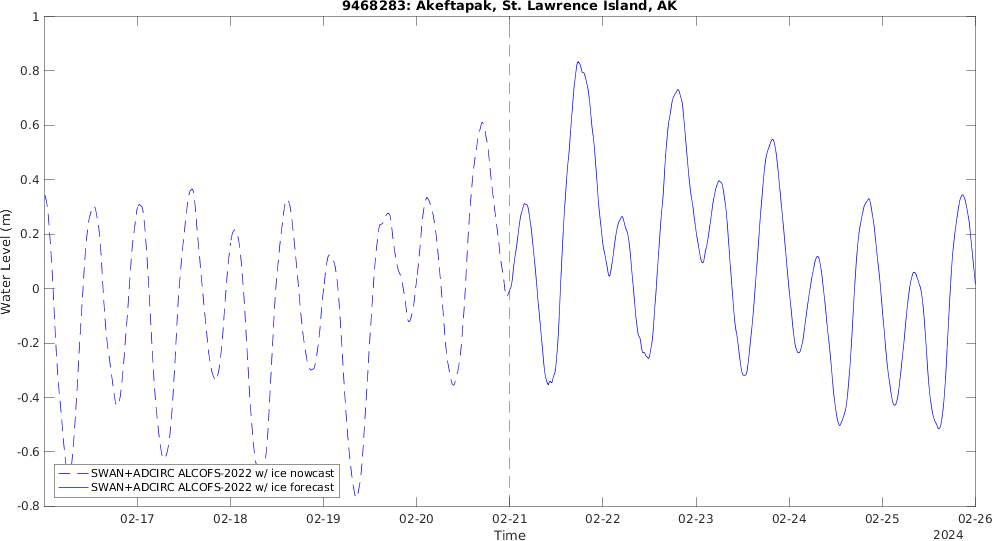 9468283: Akeftapak, St. Lawrence Island, AK
1
0.8
0.6
0.4
0.2
0
-0.2
-0.4
-0.6
-0.8
Water Level (m)
SWAN+ADCIRC ALCOFS-2022 w/ ice nowcast
SWAN+ADCIRC ALCOFS-2022 w/ ice forecast
02-17 02-18 02-19 02-20 02-21 02-22 02-23 02-24 02-25 02-26
Time
2024